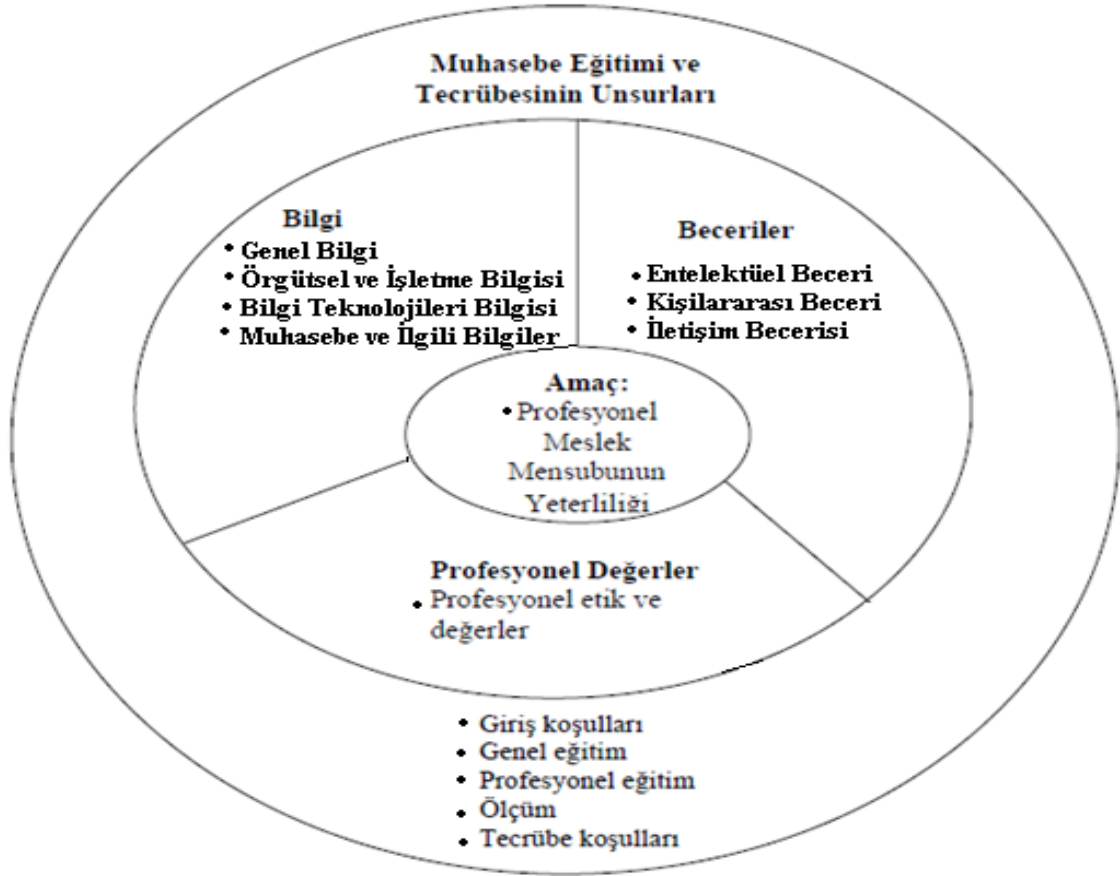 Muhasebe Eğitimi ve
Tecrübesinin Unsurları
Bilgi
• Genel Bilgi
• Örgütsel ve İşletme Bilgisi
• Bilgi Teknolojileri Bilgisi
• Muhasebe ve İlgili Bilgiler
Beceriler
• Entelektüel Beceri
• Kişilararası Beceri
• İletişim Becerisi
Amaç:
• Profesyonel
Meslek
Mensubunun
Yeterliliği
Profesyonel Değerler
• Profesyonel etik ve
değerler
• Giriş koşulları
• Genel eğitim
• Profesyonel eğitim
• Ölçüm
• Tecrübe koşulları